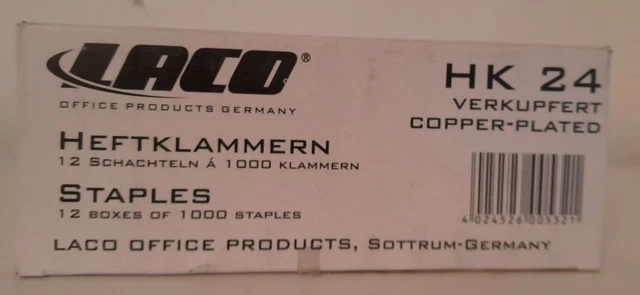 LACO®
OFFICE PRODUCTS GERMANY
HK 24
VERKUPFERT
COPPER-PLATED
HEFTKLAMMERN
12 SCHACHTELN Á 1000 KLAMMERN
STAPLES
12 BOXES OF 1000 STAPLES
4 024526 005321
LACO OFFICE PRODUCTS, SOTTRUM-GERMANY